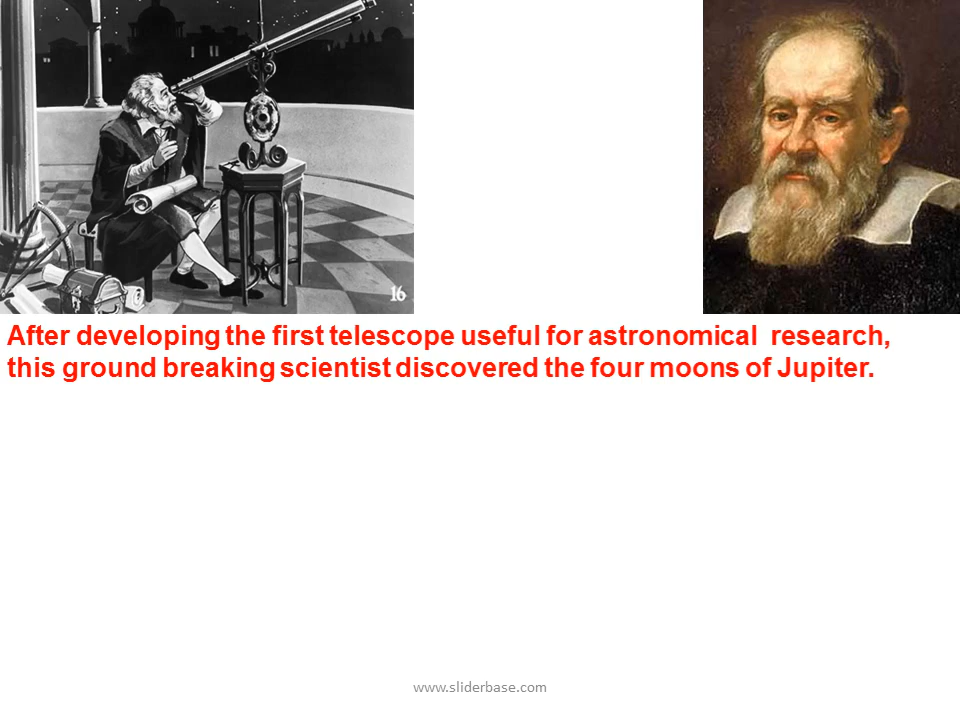 16
After developing the first telescope useful for astronomical  research,
this ground breaking scientist discovered the four moons of Jupiter.
www.sliderbase.com